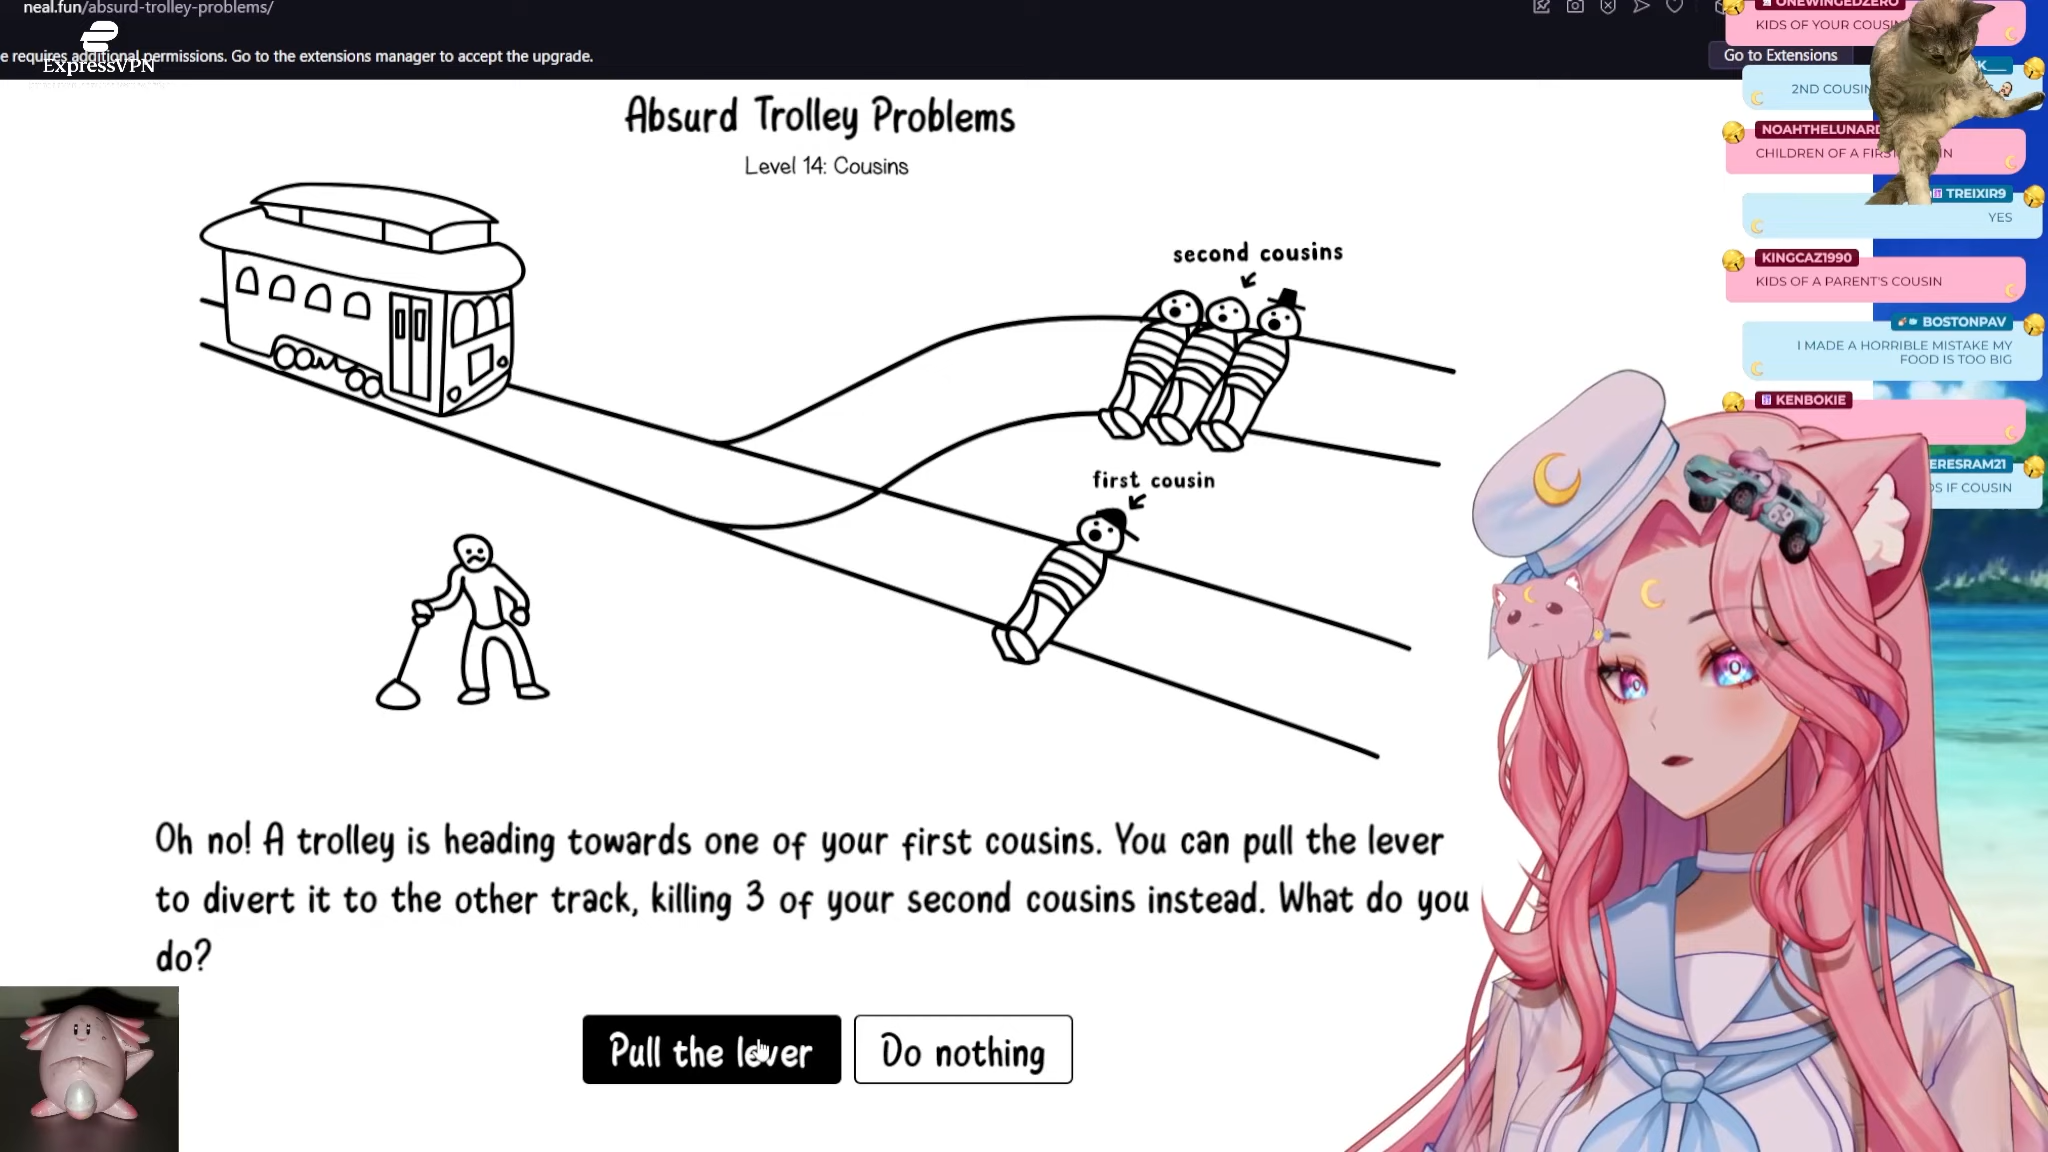 neal.fun/absurd-trolley-problems/
e requires additional permissions. Go to the extensions manager to accept the upgrade.
Go to Extensions
ExpressVPN
Absurd Trolley Problems
Level 14: Cousins
second cousins
first cousin
Oh no! A trolley is heading towards one of your first cousins. You can pull the lever
to divert it to the other track, killing 3 of your second cousins instead. What do you
do?
Pull the lever
Do nothing
ONEWINGEDZERO
KIDS OF YOUR
2ND
NOAHTHELUNARD
CHILDREN OF A
TREIXIR9
YES
KINGCAZ1990
KIDS OF A PARENT'S COUSIN
BOSTONPAV
I MADE A HORRIBLE MISTAKE MY
FOOD IS TOO BIG
KENBOKIE
ERESRAM21
IF COUSIN
69